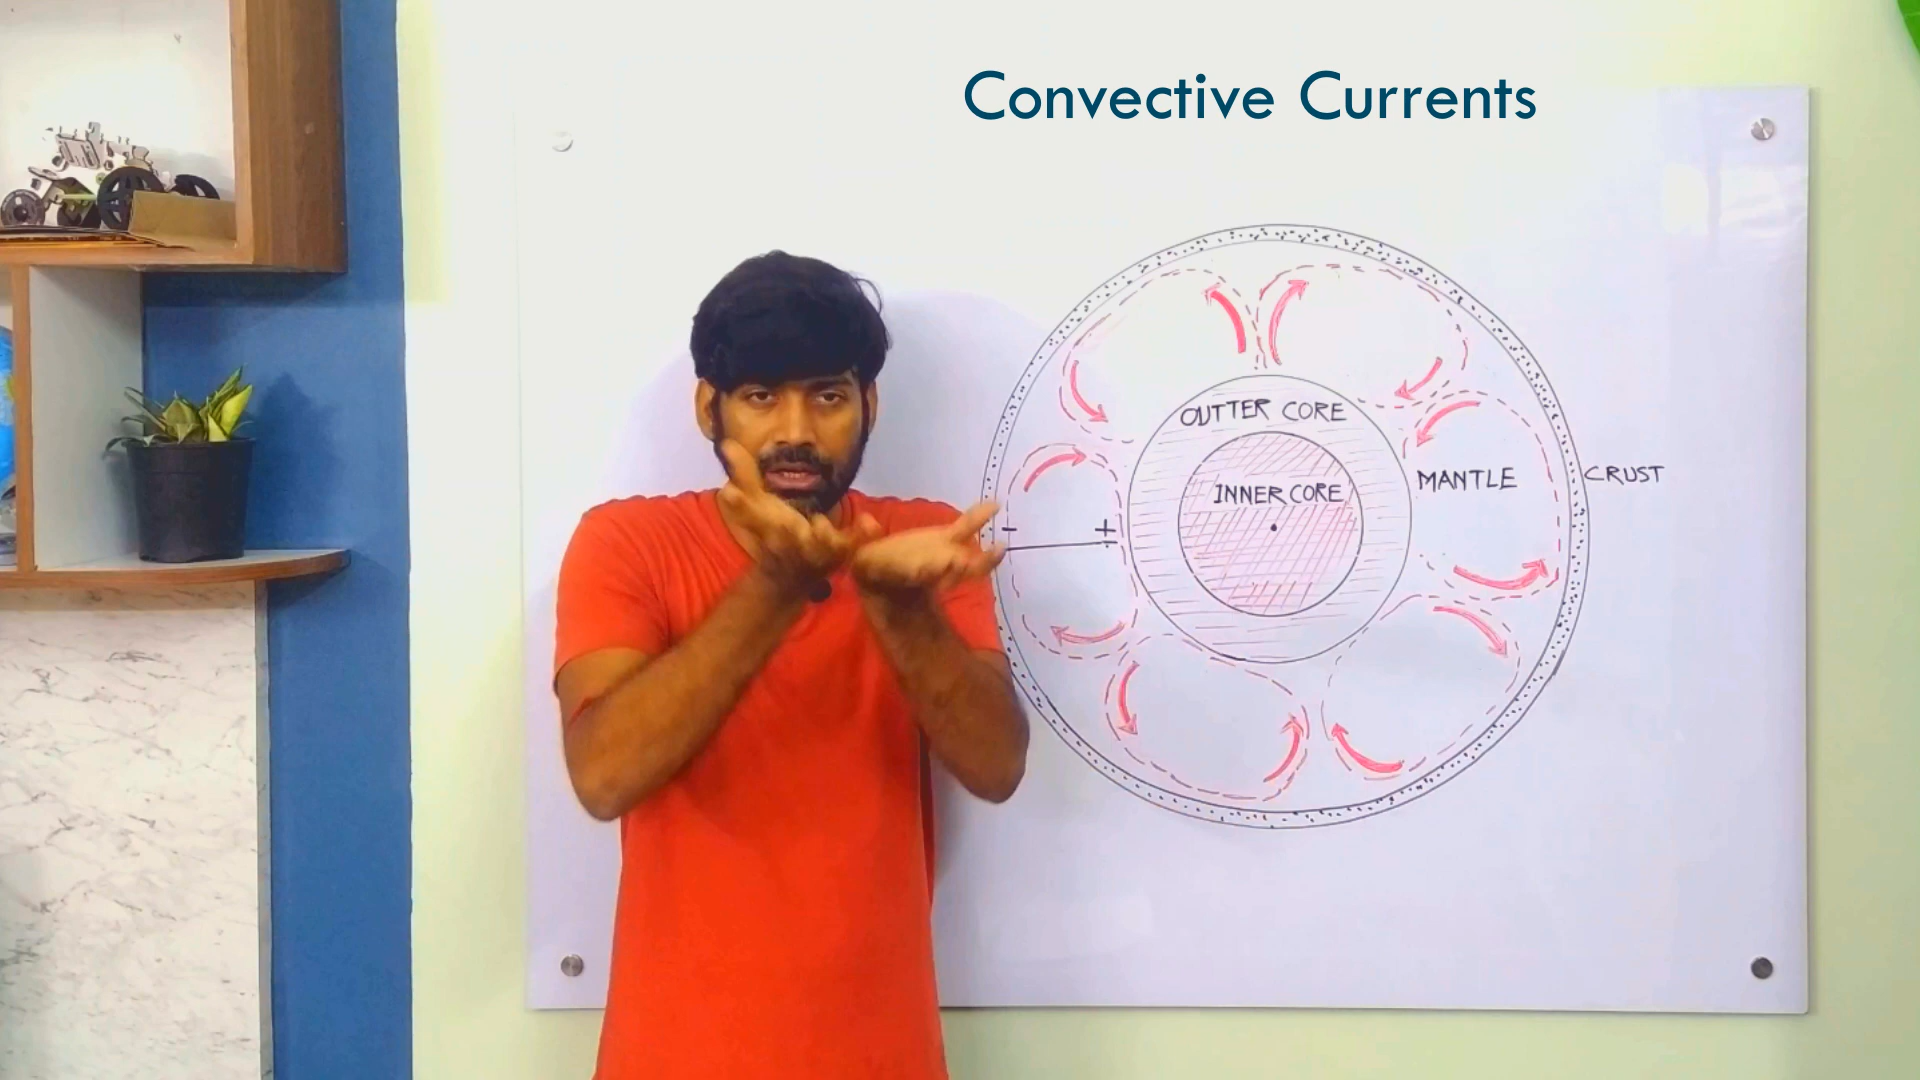 Convective Currents
OUTTER CORE
INNER CORE
MANTLE
CRUST
- +